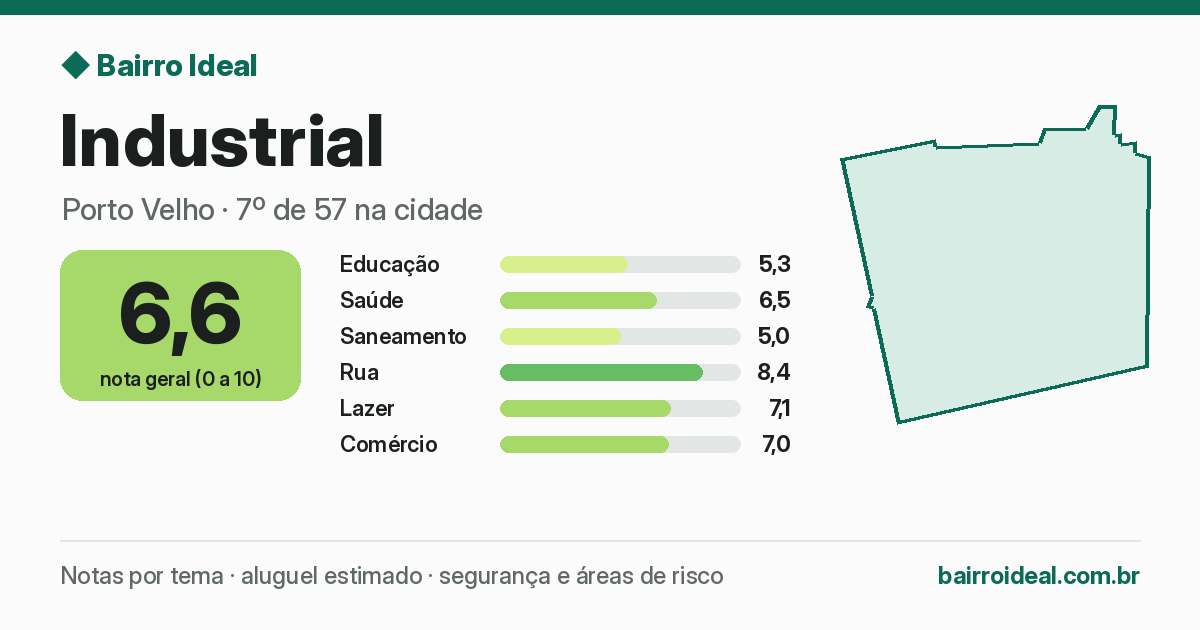 Bairro Ideal
Industrial
Porto Velho · 7º de 57 na cidade
6,6
nota geral (0 a 10)
Educação 5,3
Saúde 6,5
Saneamento 5,0
Rua 8,4
Lazer 7,1
Comércio 7,0
Notas por tema · aluguel estimado · segurança e áreas de risco
bairroideal.com.br